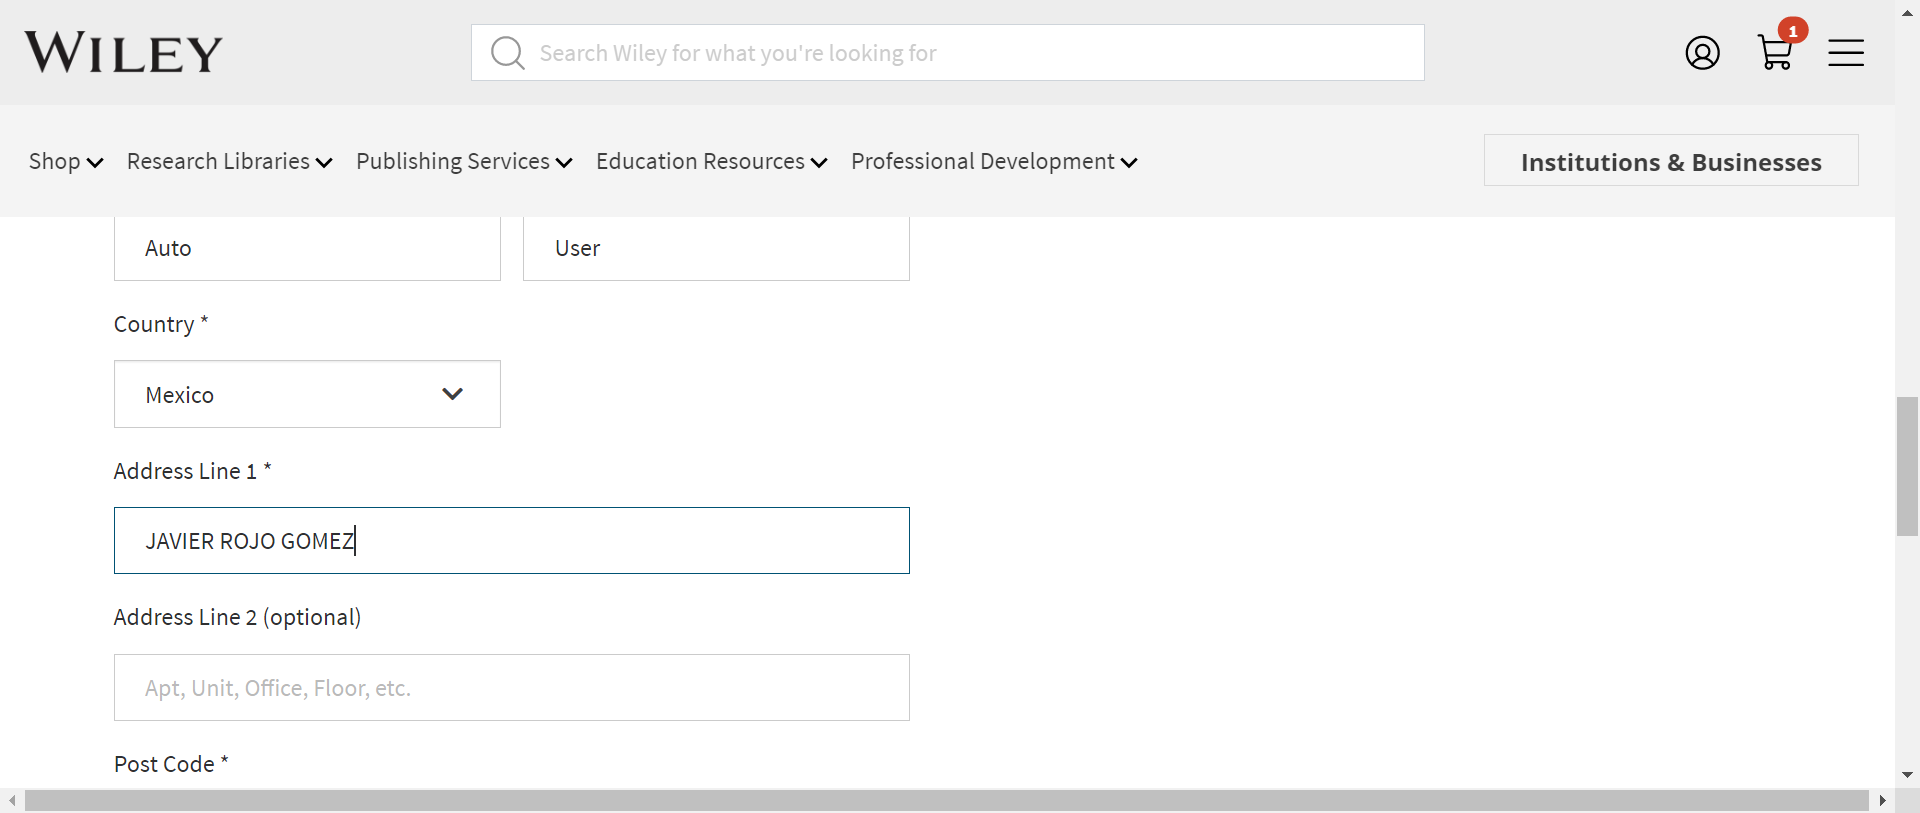 WILEY
Search Wiley for what you're looking for
1
Shop Research Libraries Publishing Services Education Resources Professional Development Institutions & Businesses
Auto User
Country *
Mexico
Address Line 1 *
JAVIER ROJO GOMEZ
Address Line 2 (optional)
Apt, Unit, Office, Floor, etc.
Post Code *